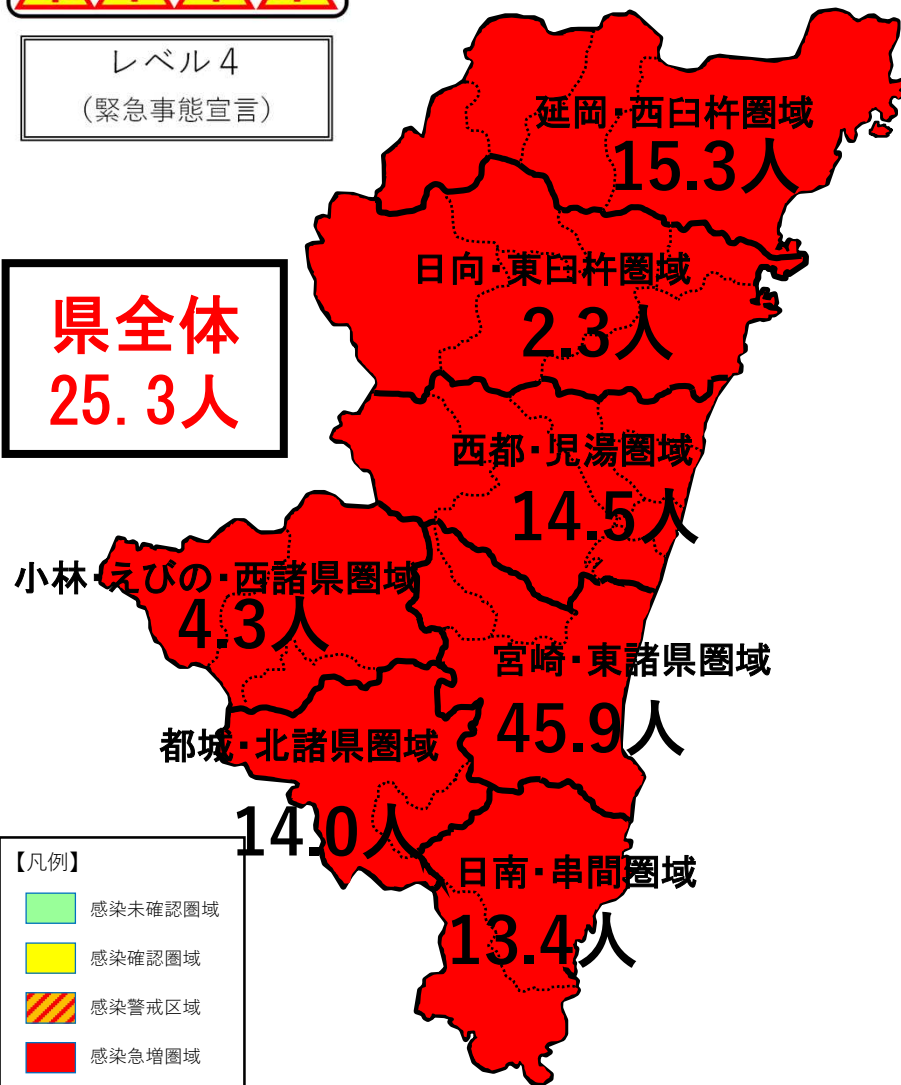 レベル４
（緊急事態宣言）
延岡・西臼杵圏域
15.3人
日向・東臼杵圏域
2.3人
県全体
25.3人
西都・児湯圏域
14.5人
小林・えびの・西諸県圏域
4.3人
宮崎・東諸県圏域
45.9人
都城・北諸県圏域
14.0人
日南・串間圏域
13.4人
【凡例】
感染未確認圏域
感染確認圏域
感染警戒区域
感染急増圏域